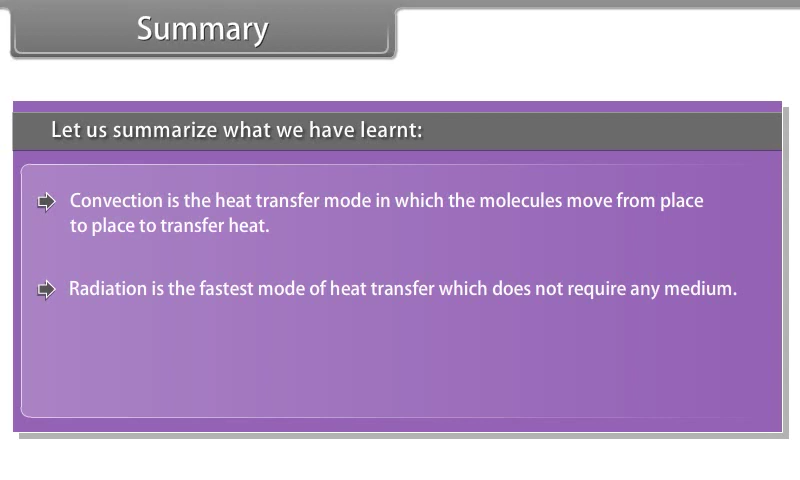 Summary
Let us summarize what we have learnt:
Convection is the heat transfer mode in which the molecules move from place
to place to transfer heat.
Radiation is the fastest mode of heat transfer which does not require any medium.